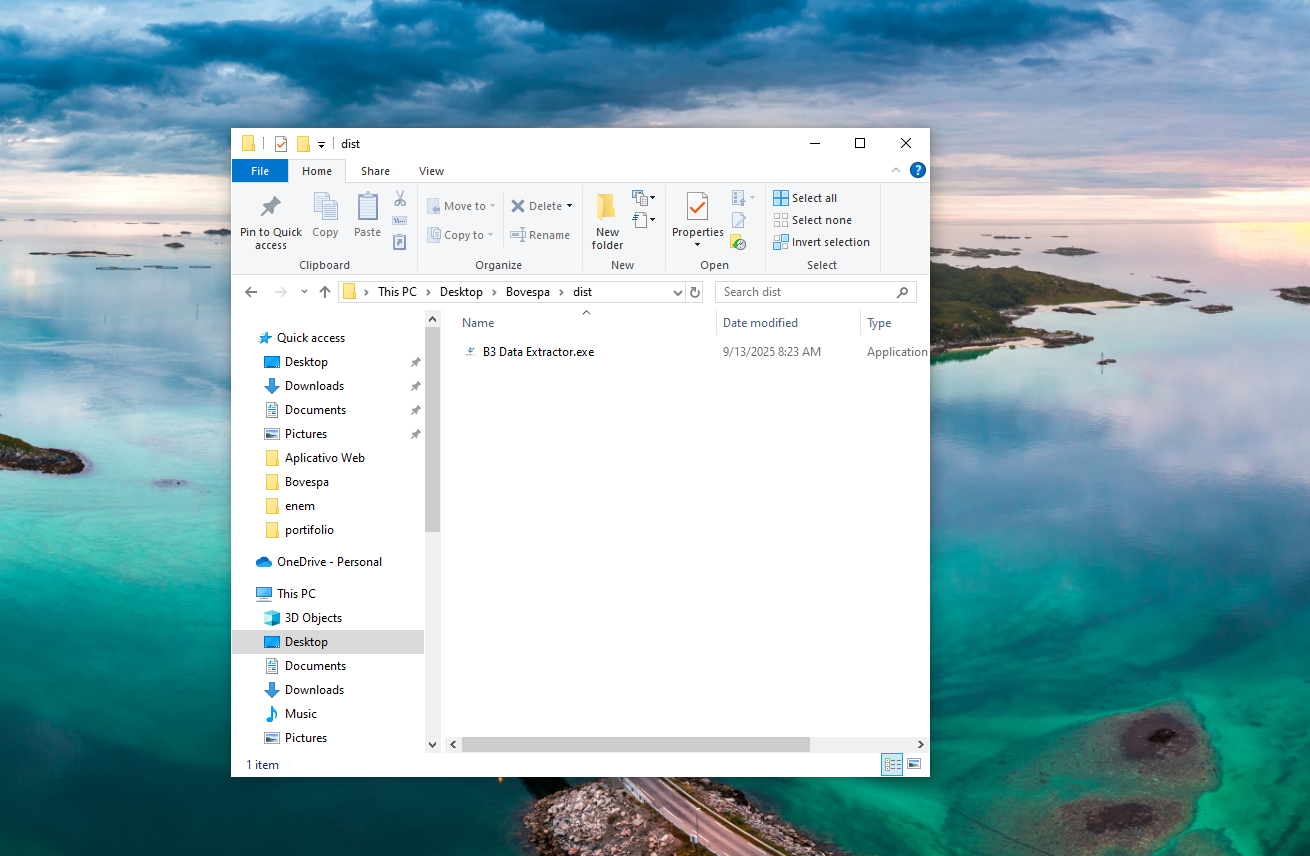 dist
File Home Share View
Pin to Quick access
Copy
Paste
Move to
Copy to
Delete
Rename
New folder
Properties
Select all
Select none
Invert selection
Clipboard Organize New Open Select
This PC Desktop Bovespa dist
Search dist
Name Date modified Type
B3 Data Extractor.exe 9/13/2025 8:23 AM Application
Quick access
Desktop
Downloads
Documents
Pictures
Aplicativo Web
Bovespa
enem
portifolio
OneDrive - Personal
This PC
3D Objects
Desktop
Documents
Downloads
Music
Pictures
1 item